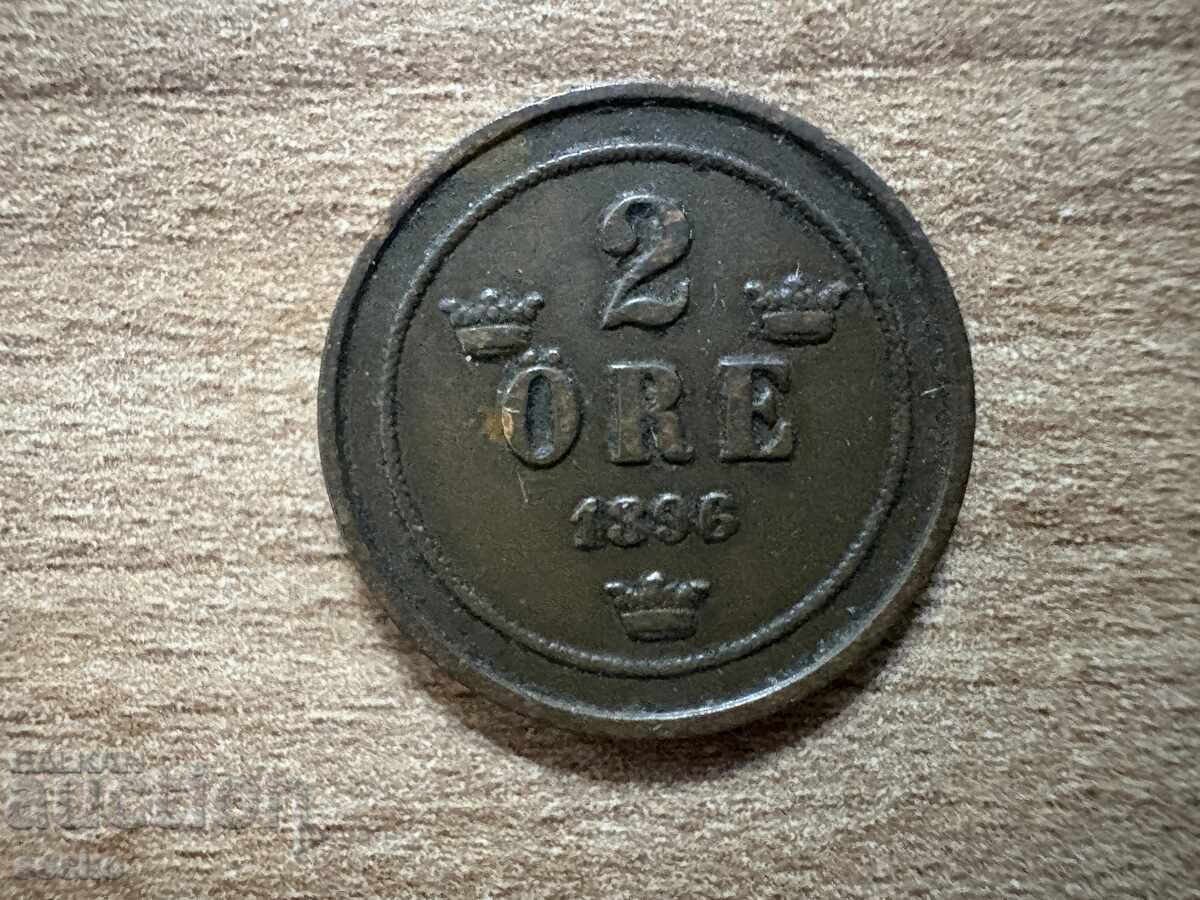 2
ÖRE
1896
BALKAN
auction